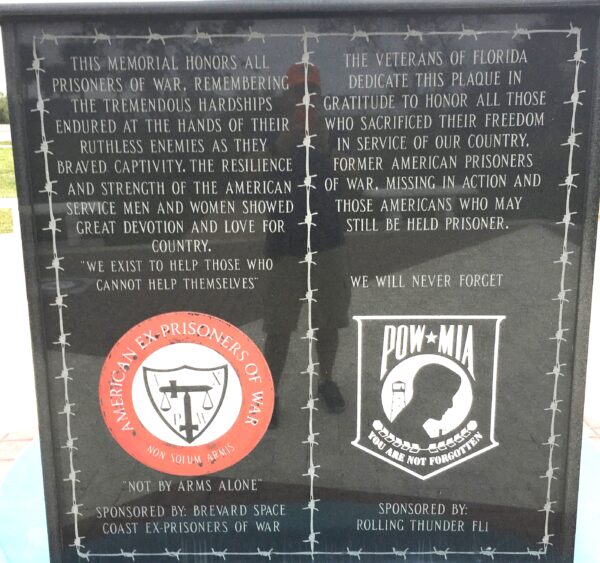 THIS MEMORIAL HONORS ALL
PRISONERS OF WAR, REMEMBERING
THE TREMENDOUS HARDSHIPS
ENDURED AT THE HANDS OF THEIR
RUTHLESS ENEMIES AS THEY
BRAVED CAPTIVITY. THE RESILIENCE
AND STRENGTH OF THE AMERICAN
SERVICE MEN AND WOMEN SHOWED
GREAT DEVOTION AND LOVE FOR
COUNTRY.
"WE EXIST TO HELP THOSE WHO
CANNOT HELP THEMSELVES"
AMERICAN EX-PRISONERS OF WAR
X
P W
NON SOLUM ARMIS
"NOT BY ARMS ALONE"
SPONSORED BY: BREVARD SPACE
COAST EX-PRISONERS OF WAR
THE VETERANS OF FLORIDA
DEDICATE THIS PLAQUE IN
GRATITUDE TO HONOR ALL THOSE
WHO SACRIFICED THEIR FREEDOM
IN SERVICE OF OUR COUNTRY.
FORMER AMERICAN PRISONERS
OF WAR, MISSING IN ACTION AND
THOSE AMERICANS WHO MAY
STILL BE HELD PRISONER.
WE WILL NEVER FORGET
POW★MIA
YOU ARE NOT FORGOTTEN
SPONSORED BY:
ROLLING THUNDER FL1